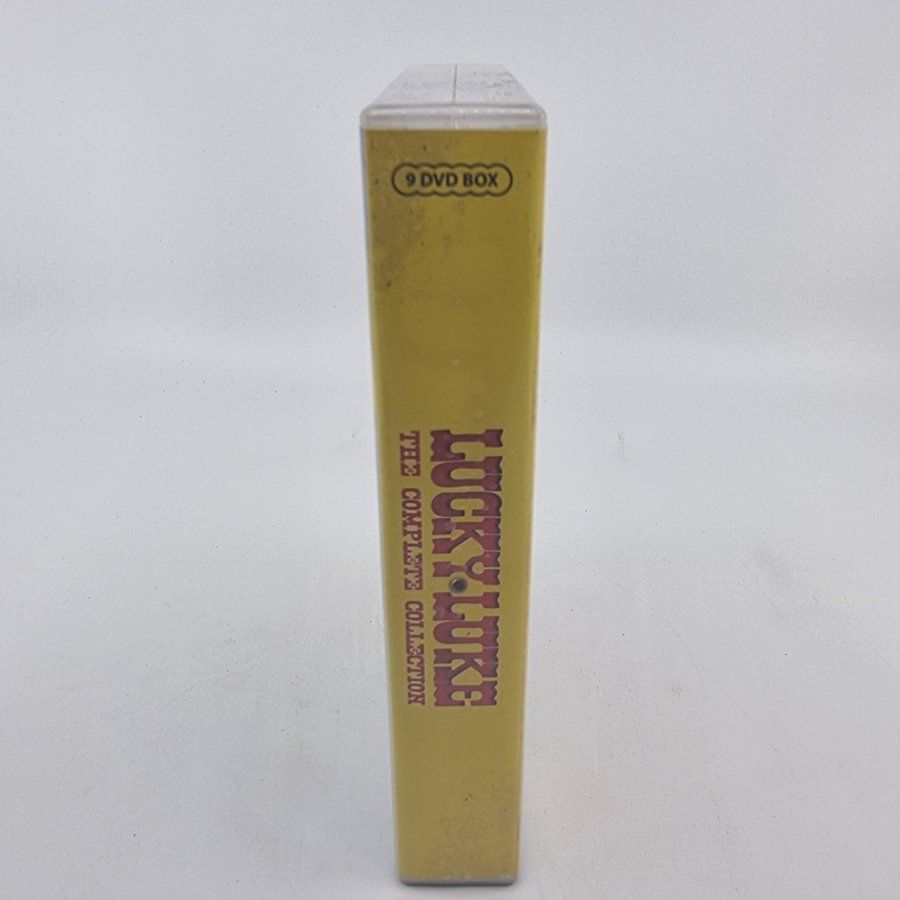 9 DVD BOX
LUCKY LUKE
THE COMPLETE COLLECTION